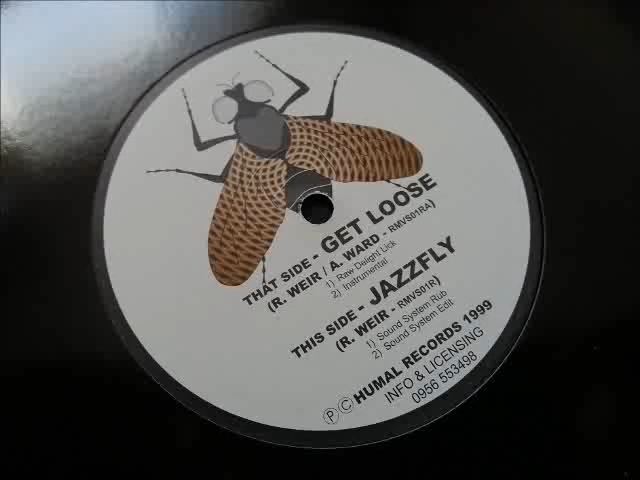 THAT SIDE - GET LOOSE
(R. WEIR / A. WARD - RMVS01RA)
1) Raw Delight Lick
2) Instrumental
THIS SIDE - JAZZFLY
(R. WEIR - RMVS01R)
1) Sound System Rub
2) Sound System Edit
Ⓟ © HUMAL RECORDS 1999
INFO & LICENSING
0956 553498